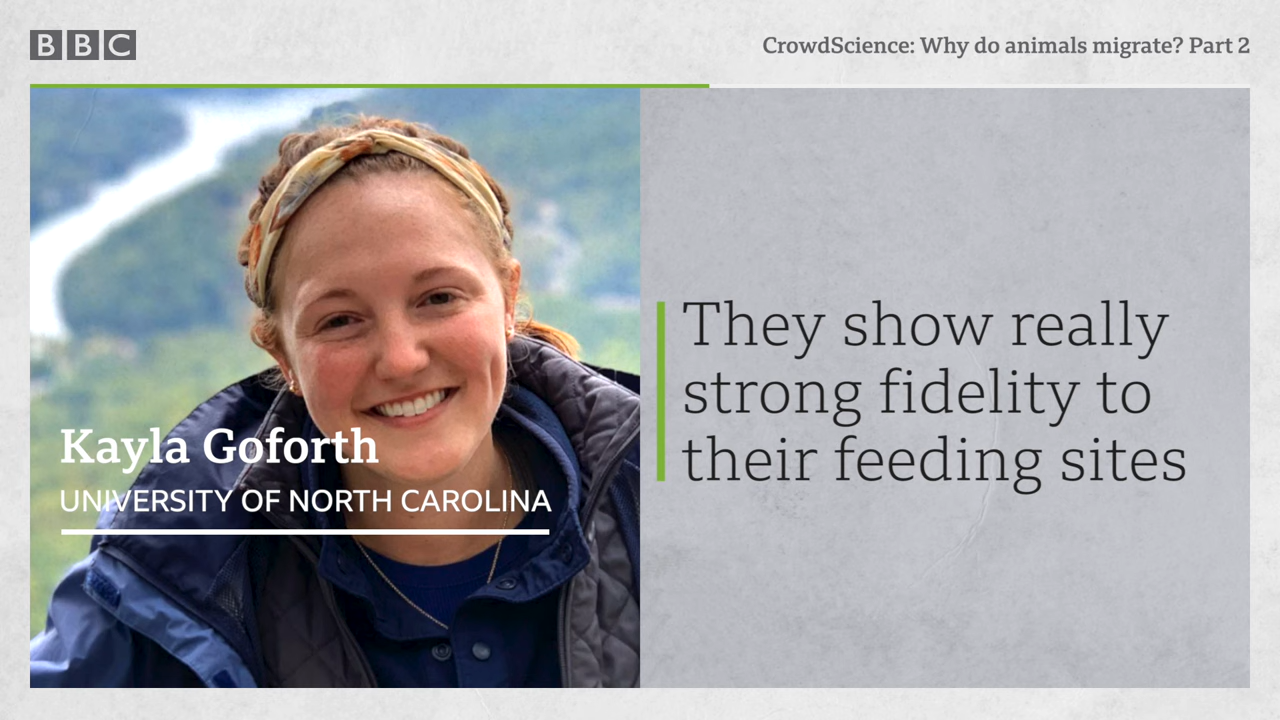 BBC
CrowdScience: Why do animals migrate? Part 2
Kayla Goforth
UNIVERSITY OF NORTH CAROLINA
They show really
strong fidelity to
their feeding sites